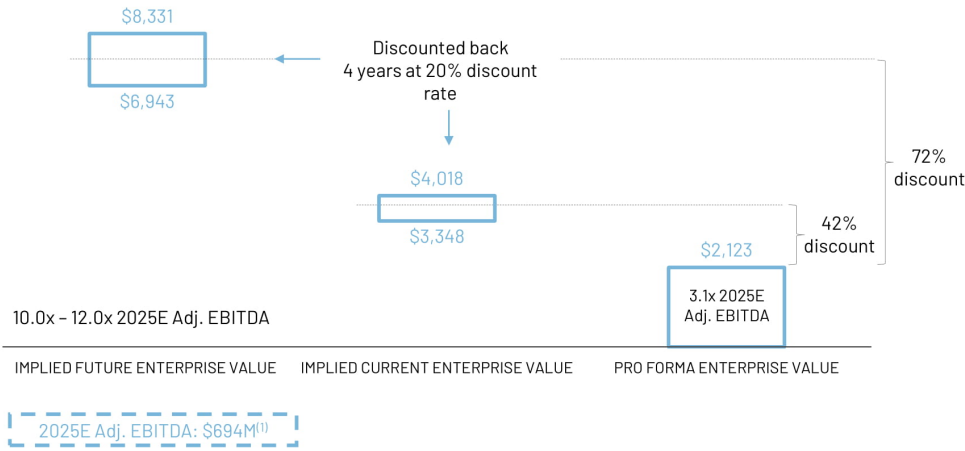 $8,331
$6,943
Discounted back
4 years at 20% discount
rate
72%
discount
$4,018
$3,348
42%
discount
$2,123
3.1x 2025E
Adj. EBITDA
10.0x – 12.0x 2025E Adj. EBITDA
IMPLIED FUTURE ENTERPRISE VALUE
IMPLIED CURRENT ENTERPRISE VALUE
PRO FORMA ENTERPRISE VALUE
2025E Adj. EBITDA: $694M(1)